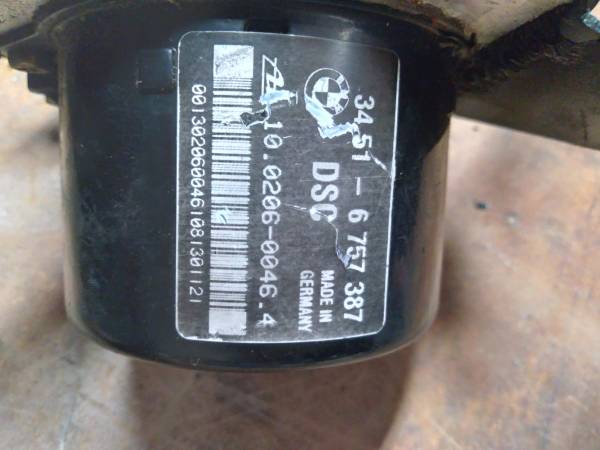 34.51 - 6 757 387
DSC
MADE IN
GERMANY
10.0206-0046.4
0013020600461081301121